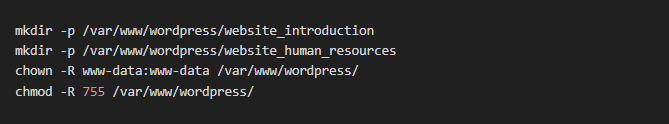 mkdir -p /var/www/wordpress/website_introduction
mkdir -p /var/www/wordpress/website_human_resources
chown -R www-data:www-data /var/www/wordpress/
chmod -R 755 /var/www/wordpress/